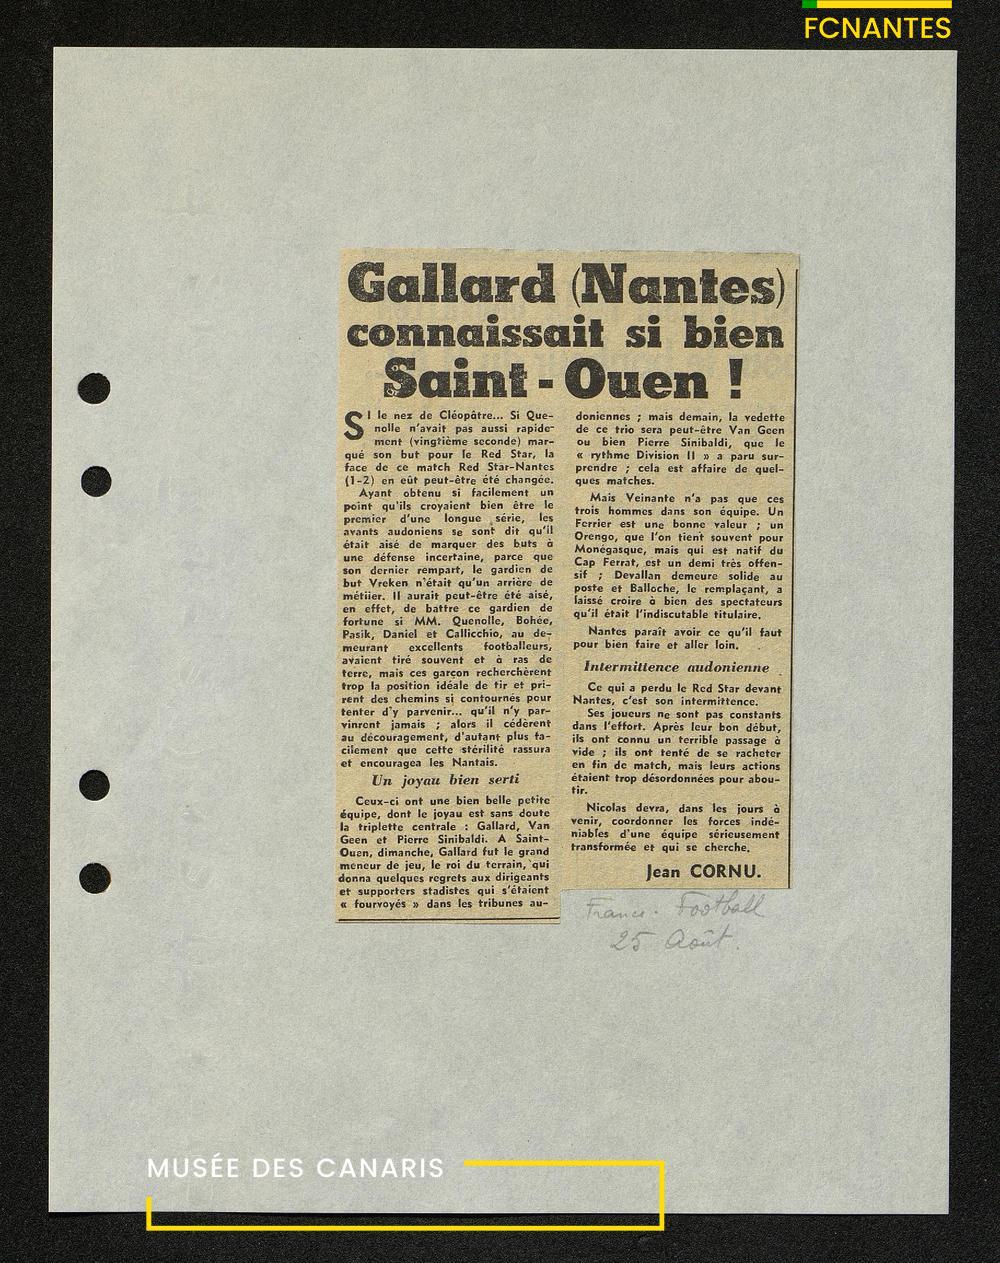 FCNANTES
Gallard (Nantes)
connaissait si bien
Saint-Ouen !
SI le nez de Cléopâtre... Si Que-
nolle n'avait pas aussi rapide-
ment (vingtième seconde) mar-
qué son but pour le Red Star, la
face de ce match Red Star-Nantes
(1-2) en eût peut-être été changée.
Ayant obtenu si facilement un
point qu'ils croyaient bien être le
premier d'une longue série, les
avants audoniens se sont dit qu'il
était aisé de marquer des buts à
une défense incertaine, parce que
son dernier rempart, le gardien de
but Vreken n'était qu'un arrière de
métiier. Il aurait peut-être été aisé,
en effet, de battre ce gardien de
fortune si MM. Quenolle, Bohée,
Pasik, Daniel et Callicchio, au de-
meurant excellents footballeurs,
avaient tiré souvent et à ras de
terre, mais ces garçon recherchèrent
trop la position idéale de tir et pri-
rent des chemins si contournés pour
tenter d'y parvenir... qu'il n'y par-
vinrent jamais ; alors il cédèrent
au découragement, d'autant plus fa-
cilement que cette stérilité rassura
et encouragea les Nantais.
Un joyau bien serti
Ceux-ci ont une bien belle petite
équipe, dont le joyau est sans doute
la triplette centrale : Gallard, Van
Geen et Pierre Sinibaldi. A Saint-
Ouen, dimanche, Gallard fut le grand
meneur de jeu, le roi du terrain, qui
donna quelques regrets aux dirigeants
et supporters stadistes qui s'étaient
« fourvoyés » dans les tribunes au-
doniennes ; mais demain, la vedette
de ce trio sera peut-être Van Geen
ou bien Pierre Sinibaldi, que le
« rythme Division II » a paru sur-
prendre ; cela est affaire de quel-
ques matches.
Mais Veinante n'a pas que ces
trois hommes dans son équipe. Un
Ferrier est une bonne valeur ; un
Orengo, que l'on tient souvent pour
Monégasque, mais qui est natif du
Cap Ferrat, est un demi très offen-
sif ; Devallan demeure solide au
poste et Balloche, le remplaçant, a
laissé croire à bien des spectateurs
qu'il était l'indiscutable titulaire.
Nantes paraît avoir ce qu'il faut
pour bien faire et aller loin.
Intermittence audonienne
Ce qui a perdu le Red Star devant
Nantes, c'est son intermittence.
Ses joueurs ne sont pas constants
dans l'effort. Après leur bon début,
ils ont connu un terrible passage à
vide ; ils ont tenté de se racheter
en fin de match, mais leurs actions
étaient trop désordonnées pour abou-
tir.
Nicolas devra, dans les jours à
venir, coordonner les forces indé-
niables d'une équipe sérieusement
transformée et qui se cherche.
Jean CORNU.
France-Football
25 Août.
MUSÉE DES CANARIS